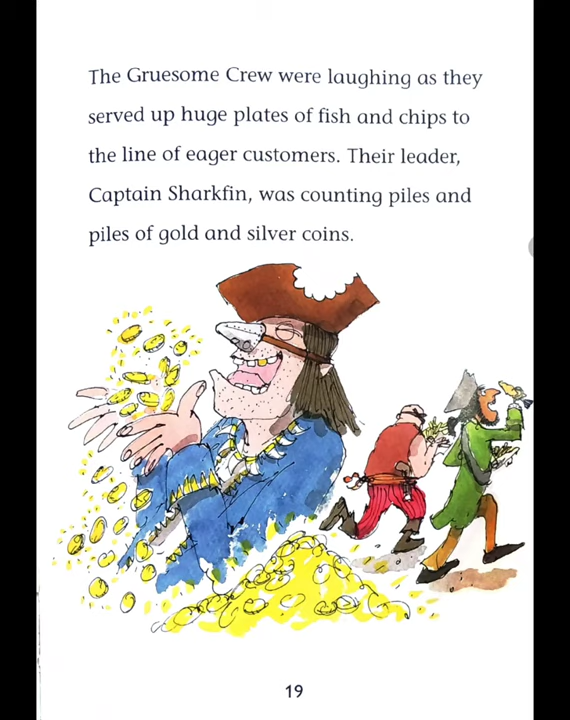 The Gruesome Crew were laughing as they
served up huge plates of fish and chips to
the line of eager customers. Their leader,
Captain Sharkfin, was counting piles and
piles of gold and silver coins.
19